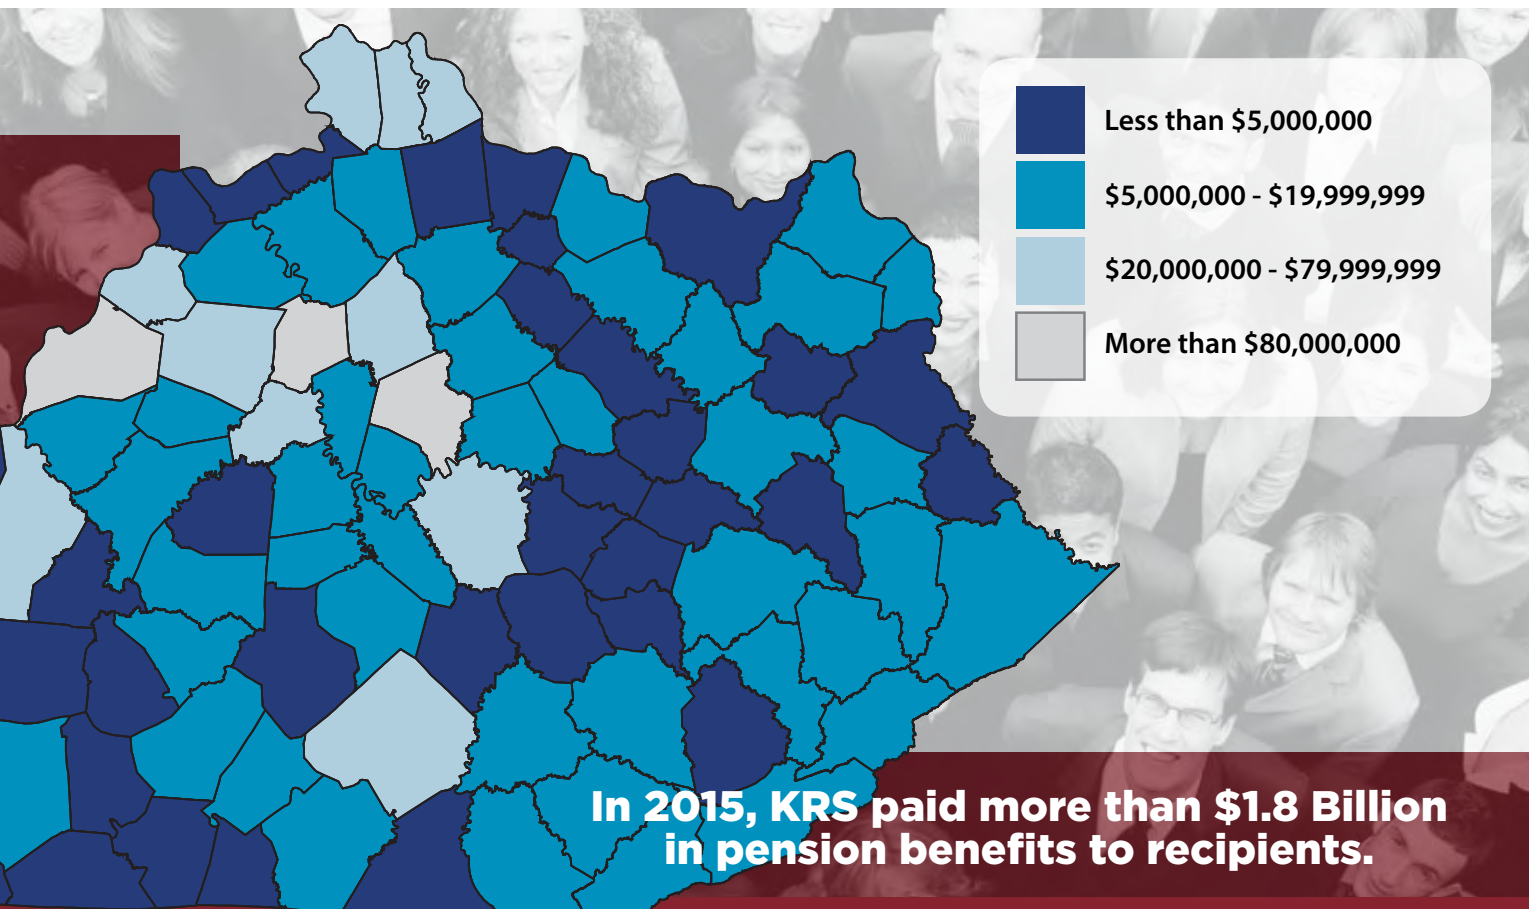 Less than $5,000,000
$5,000,000 - $19,999,999
$20,000,000 - $79,999,999
More than $80,000,000
In 2015, KRS paid more than $1.8 Billion
in pension benefits to recipients.